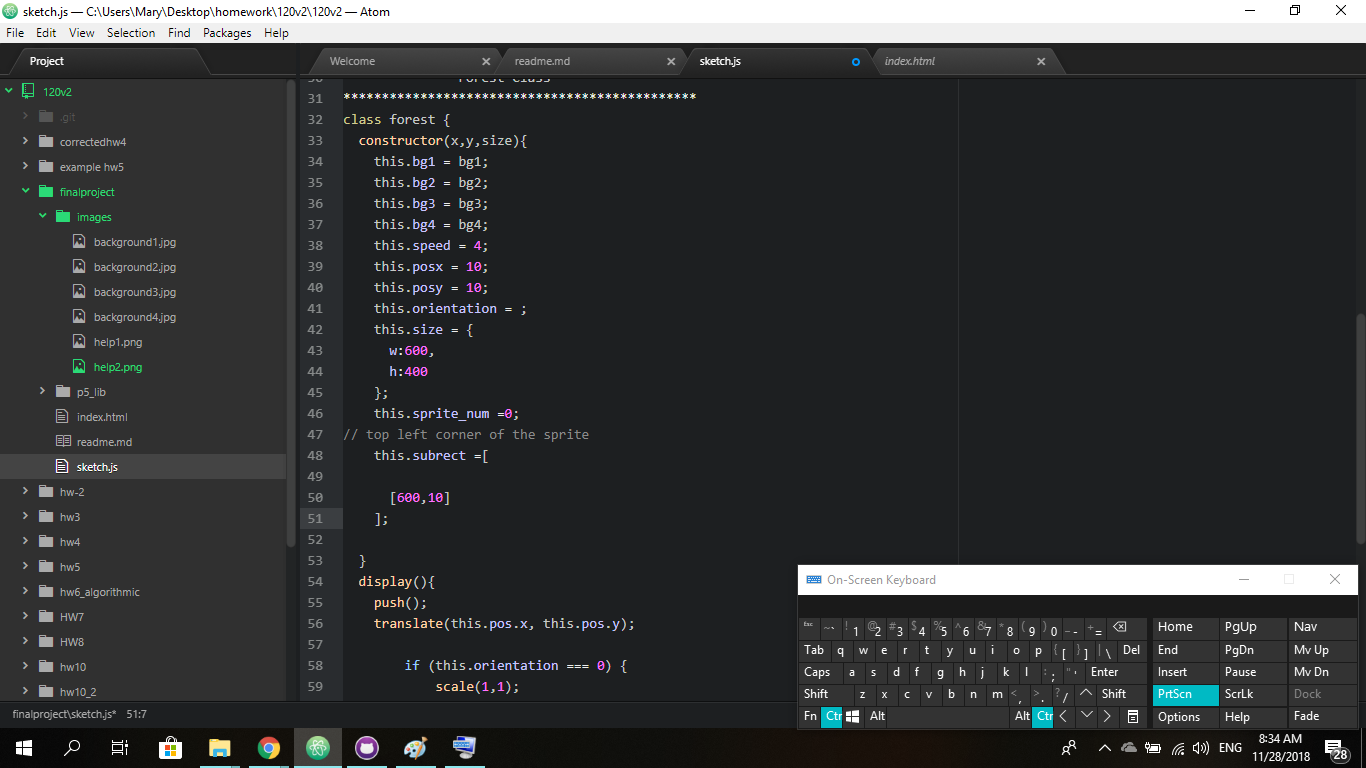 sketch.js — C:\Users\Mary\Desktop\homework\120v2\120v2 — Atom
File Edit View Selection Find Packages Help
Project
Welcome
readme.md
sketch.js
index.html
120v2
.git
correctedhw4
example hw5
finalproject
images
background1.jpg
background2.jpg
background3.jpg
background4.jpg
help1.png
help2.png
p5_lib
index.html
readme.md
sketch.js
hw-2
hw3
hw4
hw5
hw6_algorithmic
HW7
HW8
hw10
hw10_2
30 Forest Class
31 **********************************************
32 class forest {
33 constructor(x,y,size){
34 this.bg1 = bg1;
35 this.bg2 = bg2;
36 this.bg3 = bg3;
37 this.bg4 = bg4;
38 this.speed = 4;
39 this.posx = 10;
40 this.posy = 10;
41 this.orientation = ;
42 this.size = {
43 w:600,
44 h:400
45 };
46 this.sprite_num =0;
47 // top left corner of the sprite
48 this.subrect =[
49
50 [600,10]
51 ];
52
53 }
54 display(){
55 push();
56 translate(this.pos.x, this.pos.y);
57
58 if (this.orientation === 0) {
59 scale(1,1);
On-Screen Keyboard
esc ~ ` ! 1 @ 2 # 3 $ 4 % 5 ^ 6 & 7 * 8 ( 9 ) 0 _ - + = Home PgUp Nav
Tab q w e r t y u i o p { [ } ] | \ Del End PgDn Mv Up
Caps a s d f g h j k l : ; " ' Enter Insert Pause Mv Dn
Shift z x c v b n m < , > . ? / Shift PrtScn ScrLk Dock
Fn Ctr Alt Alt Ctr Options Help Fade
finalproject\sketch.js* 51:7
ENG
8:34 AM
11/28/2018
28